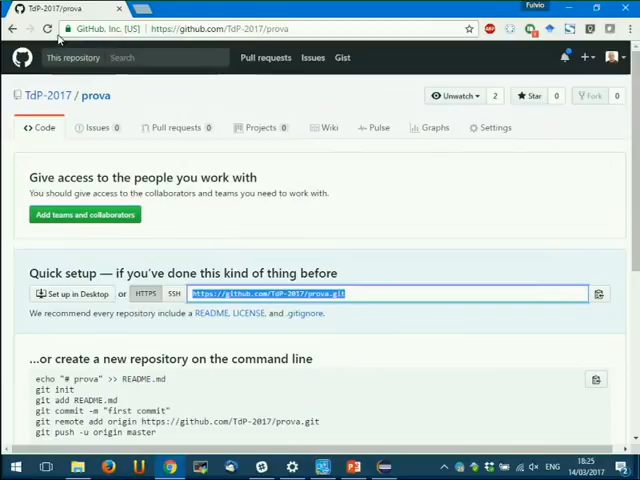 TdP-2017/prova
Fulvio
GitHub, Inc. [US] https://github.com/TdP-2017/prova
This repository Search Pull requests Issues Gist
TdP-2017 / prova
Unwatch 2 Star 0 Fork 0
Code Issues 0 Pull requests 0 Projects 0 Wiki Pulse Graphs Settings
Give access to the people you work with
You should give access to the collaborators and teams you need to work with.
Add teams and collaborators
Quick setup — if you've done this kind of thing before
Set up in Desktop or HTTPS SSH https://github.com/TdP-2017/prova.git
We recommend every repository include a README, LICENSE, and .gitignore.
...or create a new repository on the command line
echo "# prova" >> README.md
git init
git add README.md
git commit -m "first commit"
git remote add origin https://github.com/TdP-2017/prova.git
git push -u origin master
18:25
14/03/2017